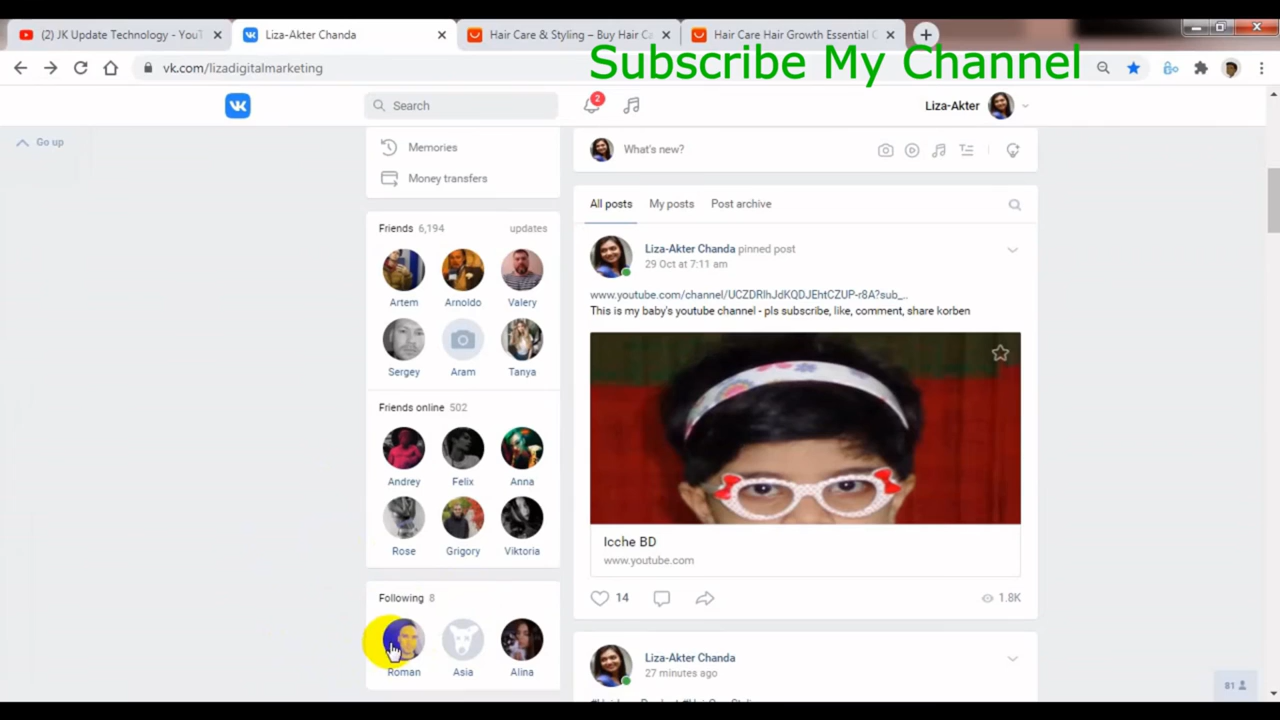 (2) JK Update Technology - YouT
Liza-Akter Chanda
Hair Care & Styling – Buy Hair Ca
Hair Care Hair Growth Essential O
Subscribe My Channel
vk.com/lizadigitalmarketing
Search
2
Liza-Akter
Go up
Memories
Money transfers
What's new?
Friends 6,194 updates
Artem Arnoldo Valery
Sergey Aram Tanya
Friends online 502
Andrey Felix Anna
Rose Grigory Viktoria
Following 8
Roman Asia Alina
All posts My posts Post archive
Liza-Akter Chanda pinned post
29 Oct at 7:11 am
www.youtube.com/channel/UCZDRlhJdKQDJEhtCZUP-r8A?sub_..
This is my baby's youtube channel - pls subscribe, like, comment, share korben
Icche BD
www.youtube.com
14
1.8K
Liza-Akter Chanda
27 minutes ago
81